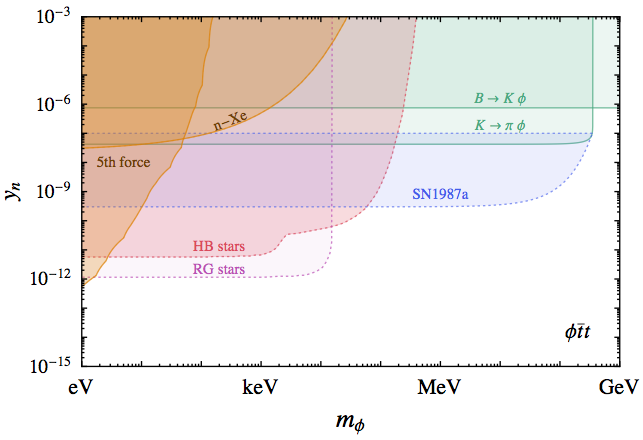 10⁻³
10⁻⁶
10⁻⁹
10⁻¹²
10⁻¹⁵
yₙ
B → K ϕ
n-Xe
K → π ϕ
5th force
SN1987a
HB stars
RG stars
ϕt̄t
eV
keV
MeV
GeV
m_ϕ